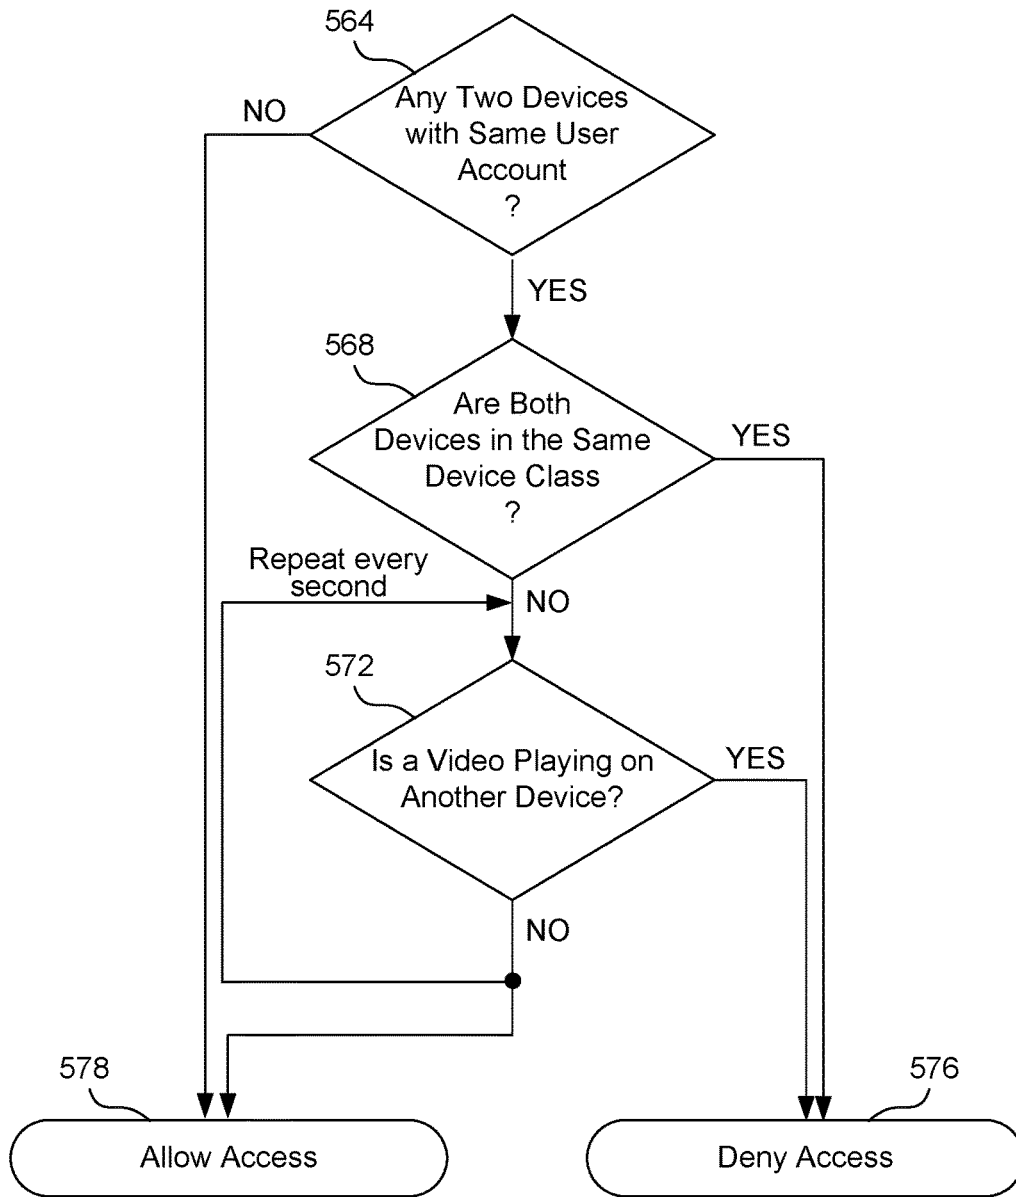 564
Any Two Devices
with Same User
Account
?
NO
YES
568
Are Both
Devices in the Same
Device Class
?
YES
Repeat every
second
NO
572
Is a Video Playing on
Another Device?
YES
NO
578
Allow Access
576
Deny Access